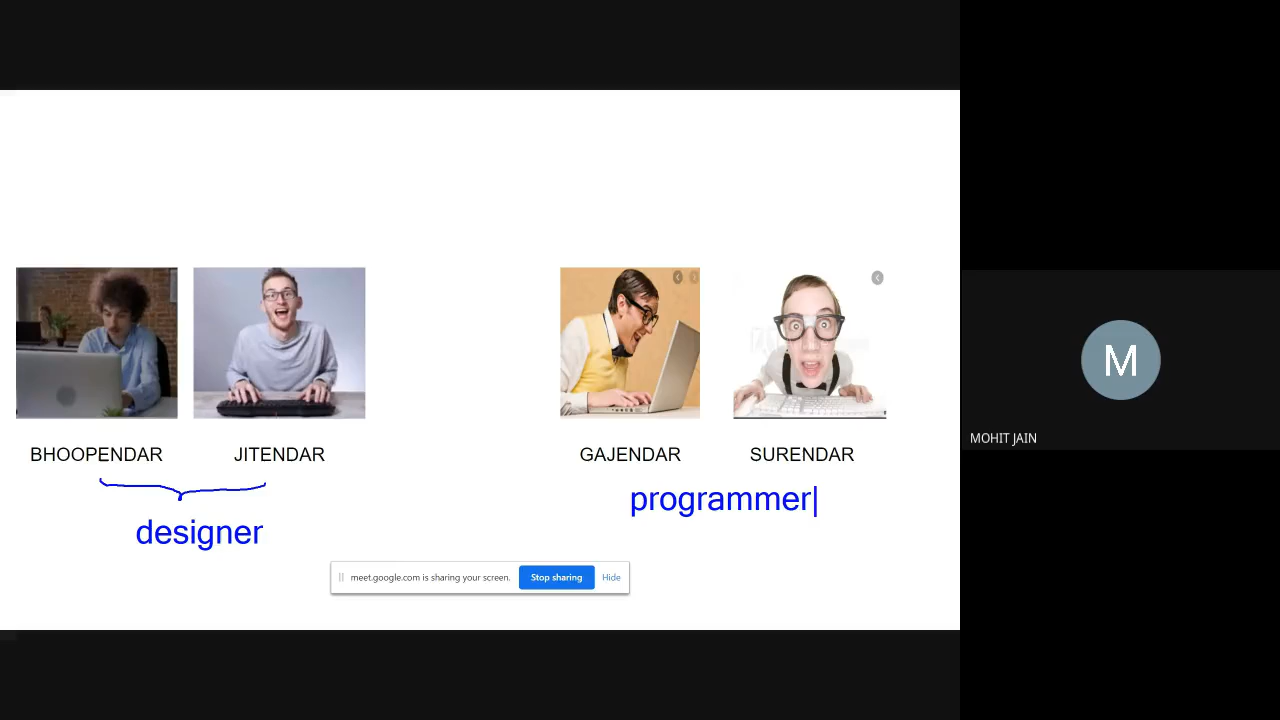 BHOOPENDAR JITENDAR GAJENDAR SURENDAR
designer
programmer
meet.google.com is sharing your screen. Stop sharing Hide
M
MOHIT JAIN